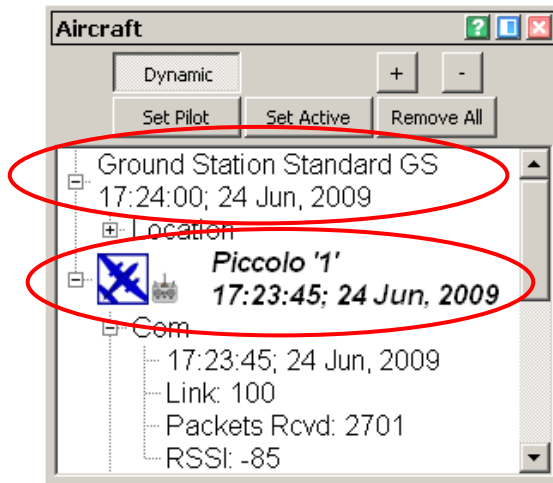 Aircraft
?
Dynamic + -
Set Pilot Set Active Remove All
Ground Station Standard GS
17:24:00; 24 Jun, 2009
Location
Piccolo '1'
17:23:45; 24 Jun, 2009
Com
17:23:45; 24 Jun, 2009
Link: 100
Packets Rcvd: 2701
RSSI: -85